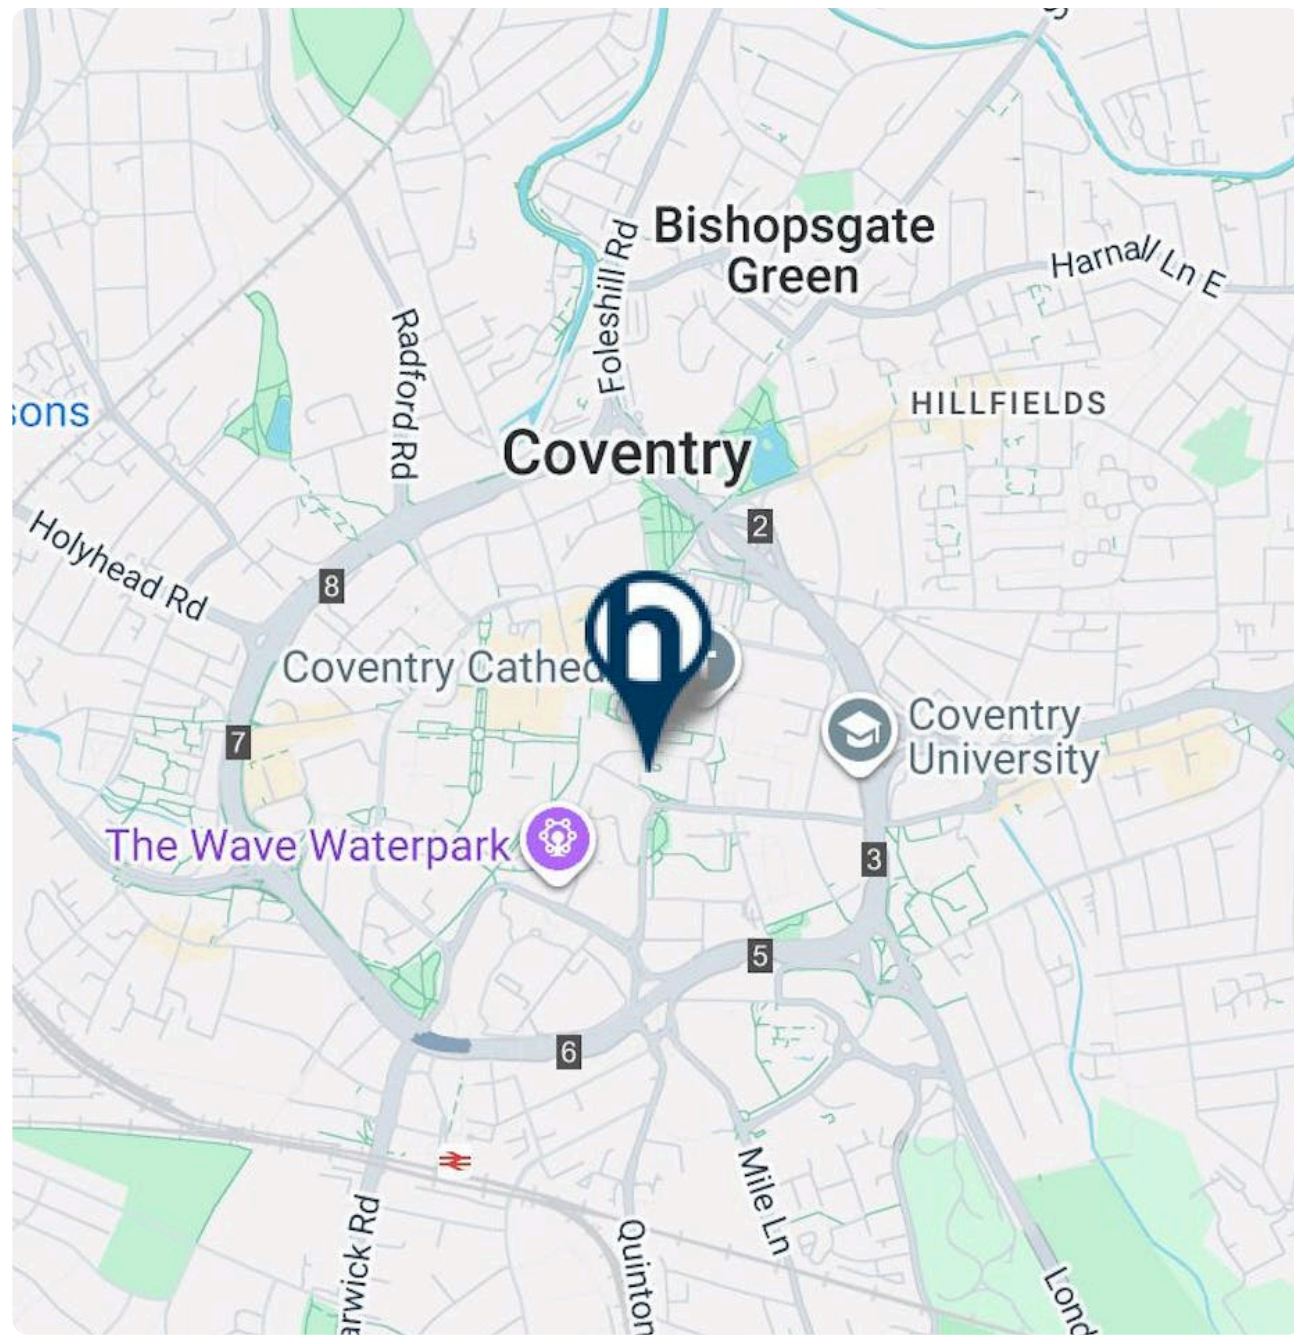 Bishopsgate
Green
Foleshill Rd
Harnall Ln E
Radford Rd
sons
HILLFIELDS
Coventry
Holyhead Rd
2
8
h
Coventry Cathed
7
Coventry
University
The Wave Waterpark
3
5
6
Mile Ln
arwick Rd
Quinton
Lond